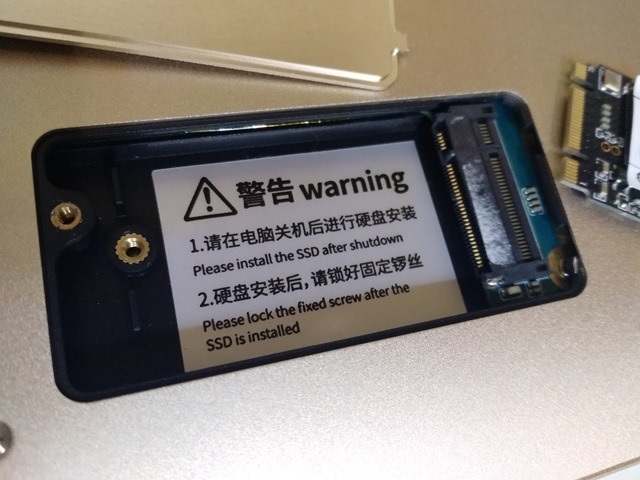 警告 warning
1.请在电脑关机后进行硬盘安装
Please install the SSD after shutdown
2.硬盘安装后,请锁好固定锣丝
Please lock the fixed screw after the
SSD is installed